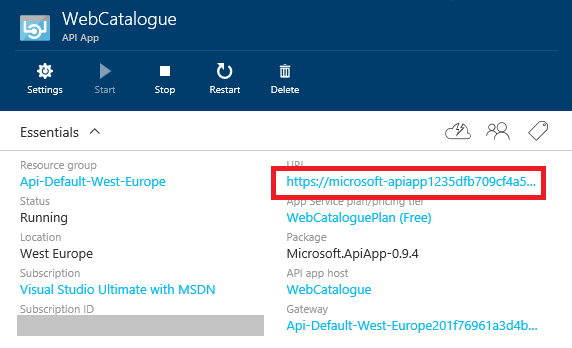 WebCatalogue
API App
Settings
Start
Stop
Restart
Delete
Essentials
Resource group
Api-Default-West-Europe
Status
Running
Location
West Europe
Subscription
Visual Studio Ultimate with MSDN
Subscription ID
URL
https://microsoft-apiapp1235dfb709cf4a5...
App Service plan/pricing tier
WebCataloguePlan (Free)
Package
Microsoft.ApiApp-0.9.4
API app host
WebCatalogue
Gateway
Api-Default-West-Europe201f76961a3d4b...